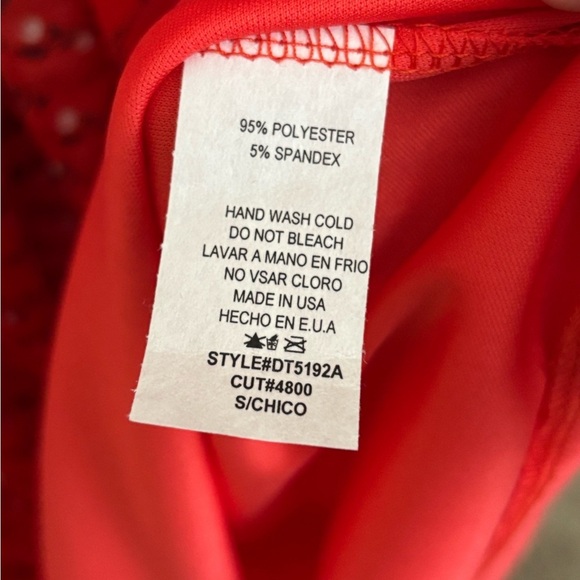 95% POLYESTER
5% SPANDEX
HAND WASH COLD
DO NOT BLEACH
LAVAR A MANO EN FRIO
NO VSAR CLORO
MADE IN USA
HECHO EN E.U.A
STYLE#DT5192A
CUT#4800
S/CHICO